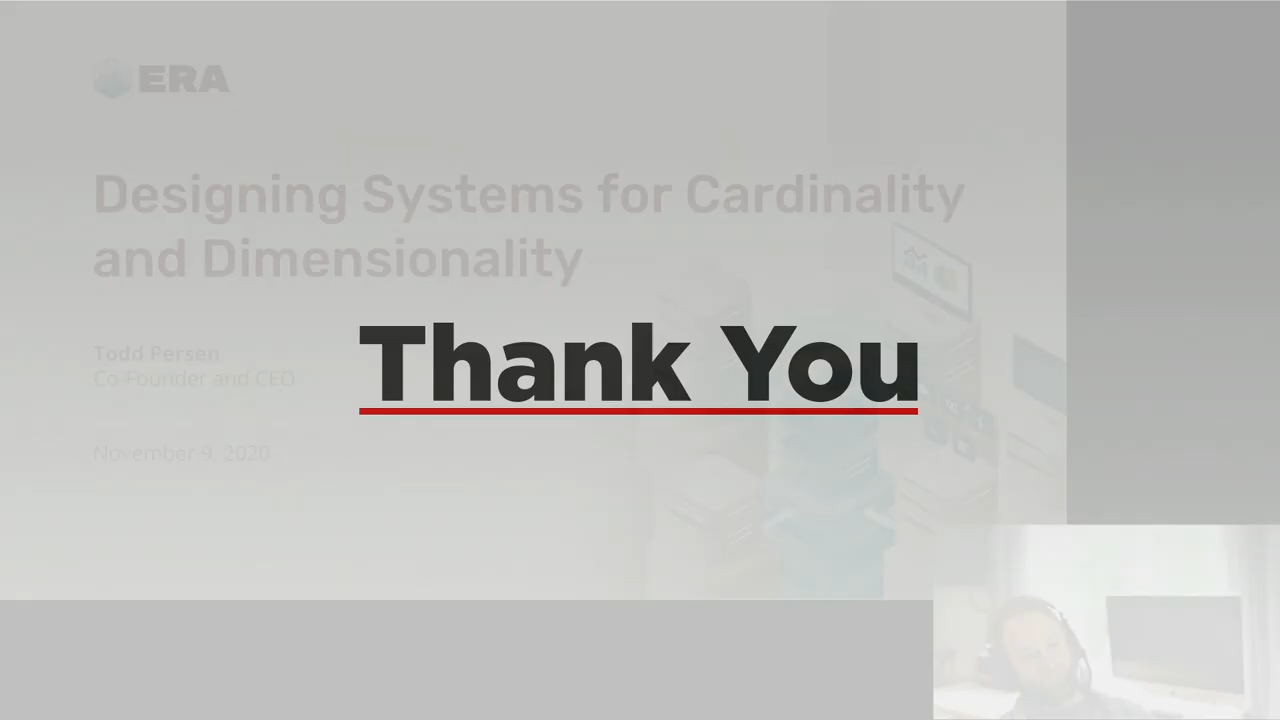 ERA
Designing Systems for Cardinality
and Dimensionality
Thank You
Todd Persen
Co-Founder and CEO
November 9, 2020